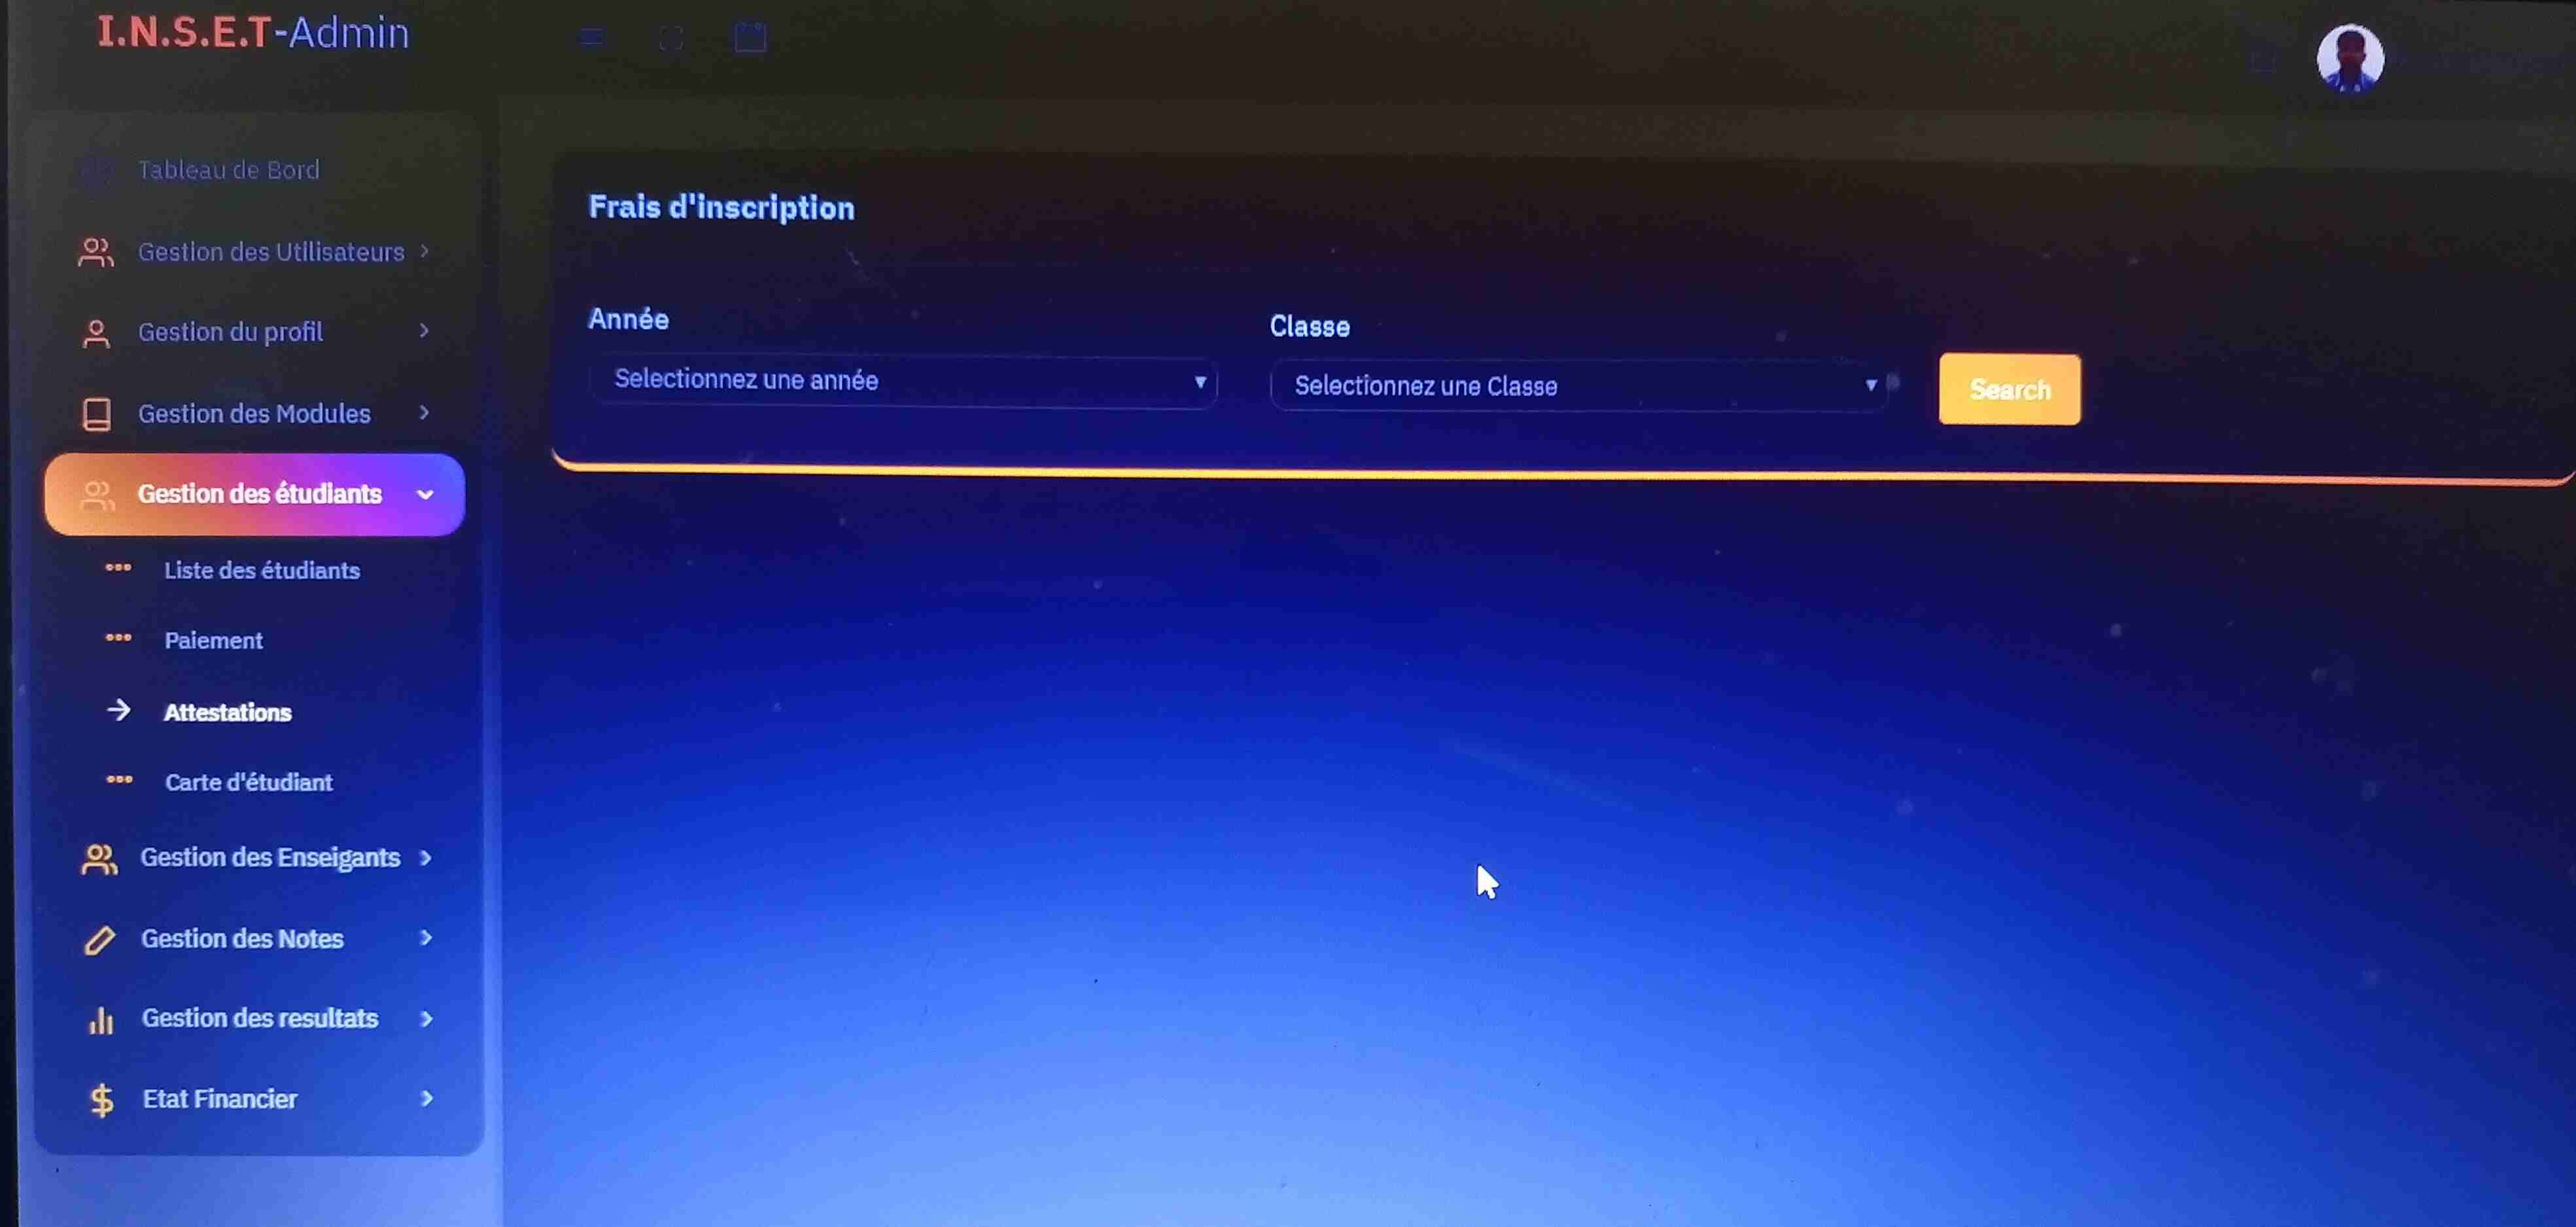 I.N.S.E.T-Admin
Tableau de Bord
Gestion des Utilisateurs
Gestion du profil
Gestion des Modules
Gestion des étudiants
Liste des étudiants
Paiement
Attestations
Carte d'étudiant
Gestion des Enseigants
Gestion des Notes
Gestion des resultats
Etat Financier
Frais d'inscription
Année
Selectionnez une année
Classe
Selectionnez une Classe
Search